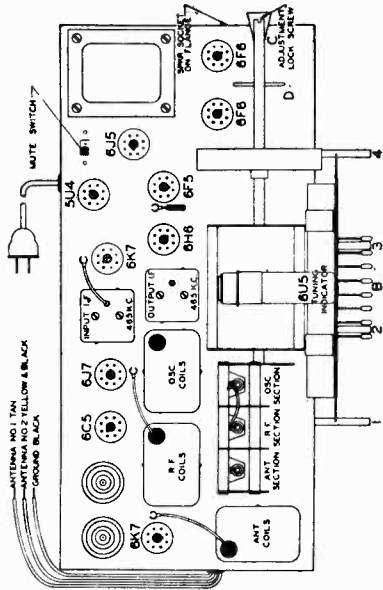 ANTENNA NO. 1 TAN
ANTENNA NO. 2 YELLOW & BLACK
GROUND BLACK
MUTE SWITCH
SPKR SOCKET
ON FLANGE
ADJUSTMENT
LOCK SCREW
C
D
6F6
6F6
5U4
6J5
6K7
6F5
6H6
INPUT I.F.
465 K.C.
OUTPUT I.F.
465 K.C.
6J7
6C5
6K7
OSC
COILS
R F
COILS
ANT
COILS
ANT
SECTION
R F
SECTION
OSC
SECTION
6U5
TUNING
INDICATOR
1
2
B
3
4